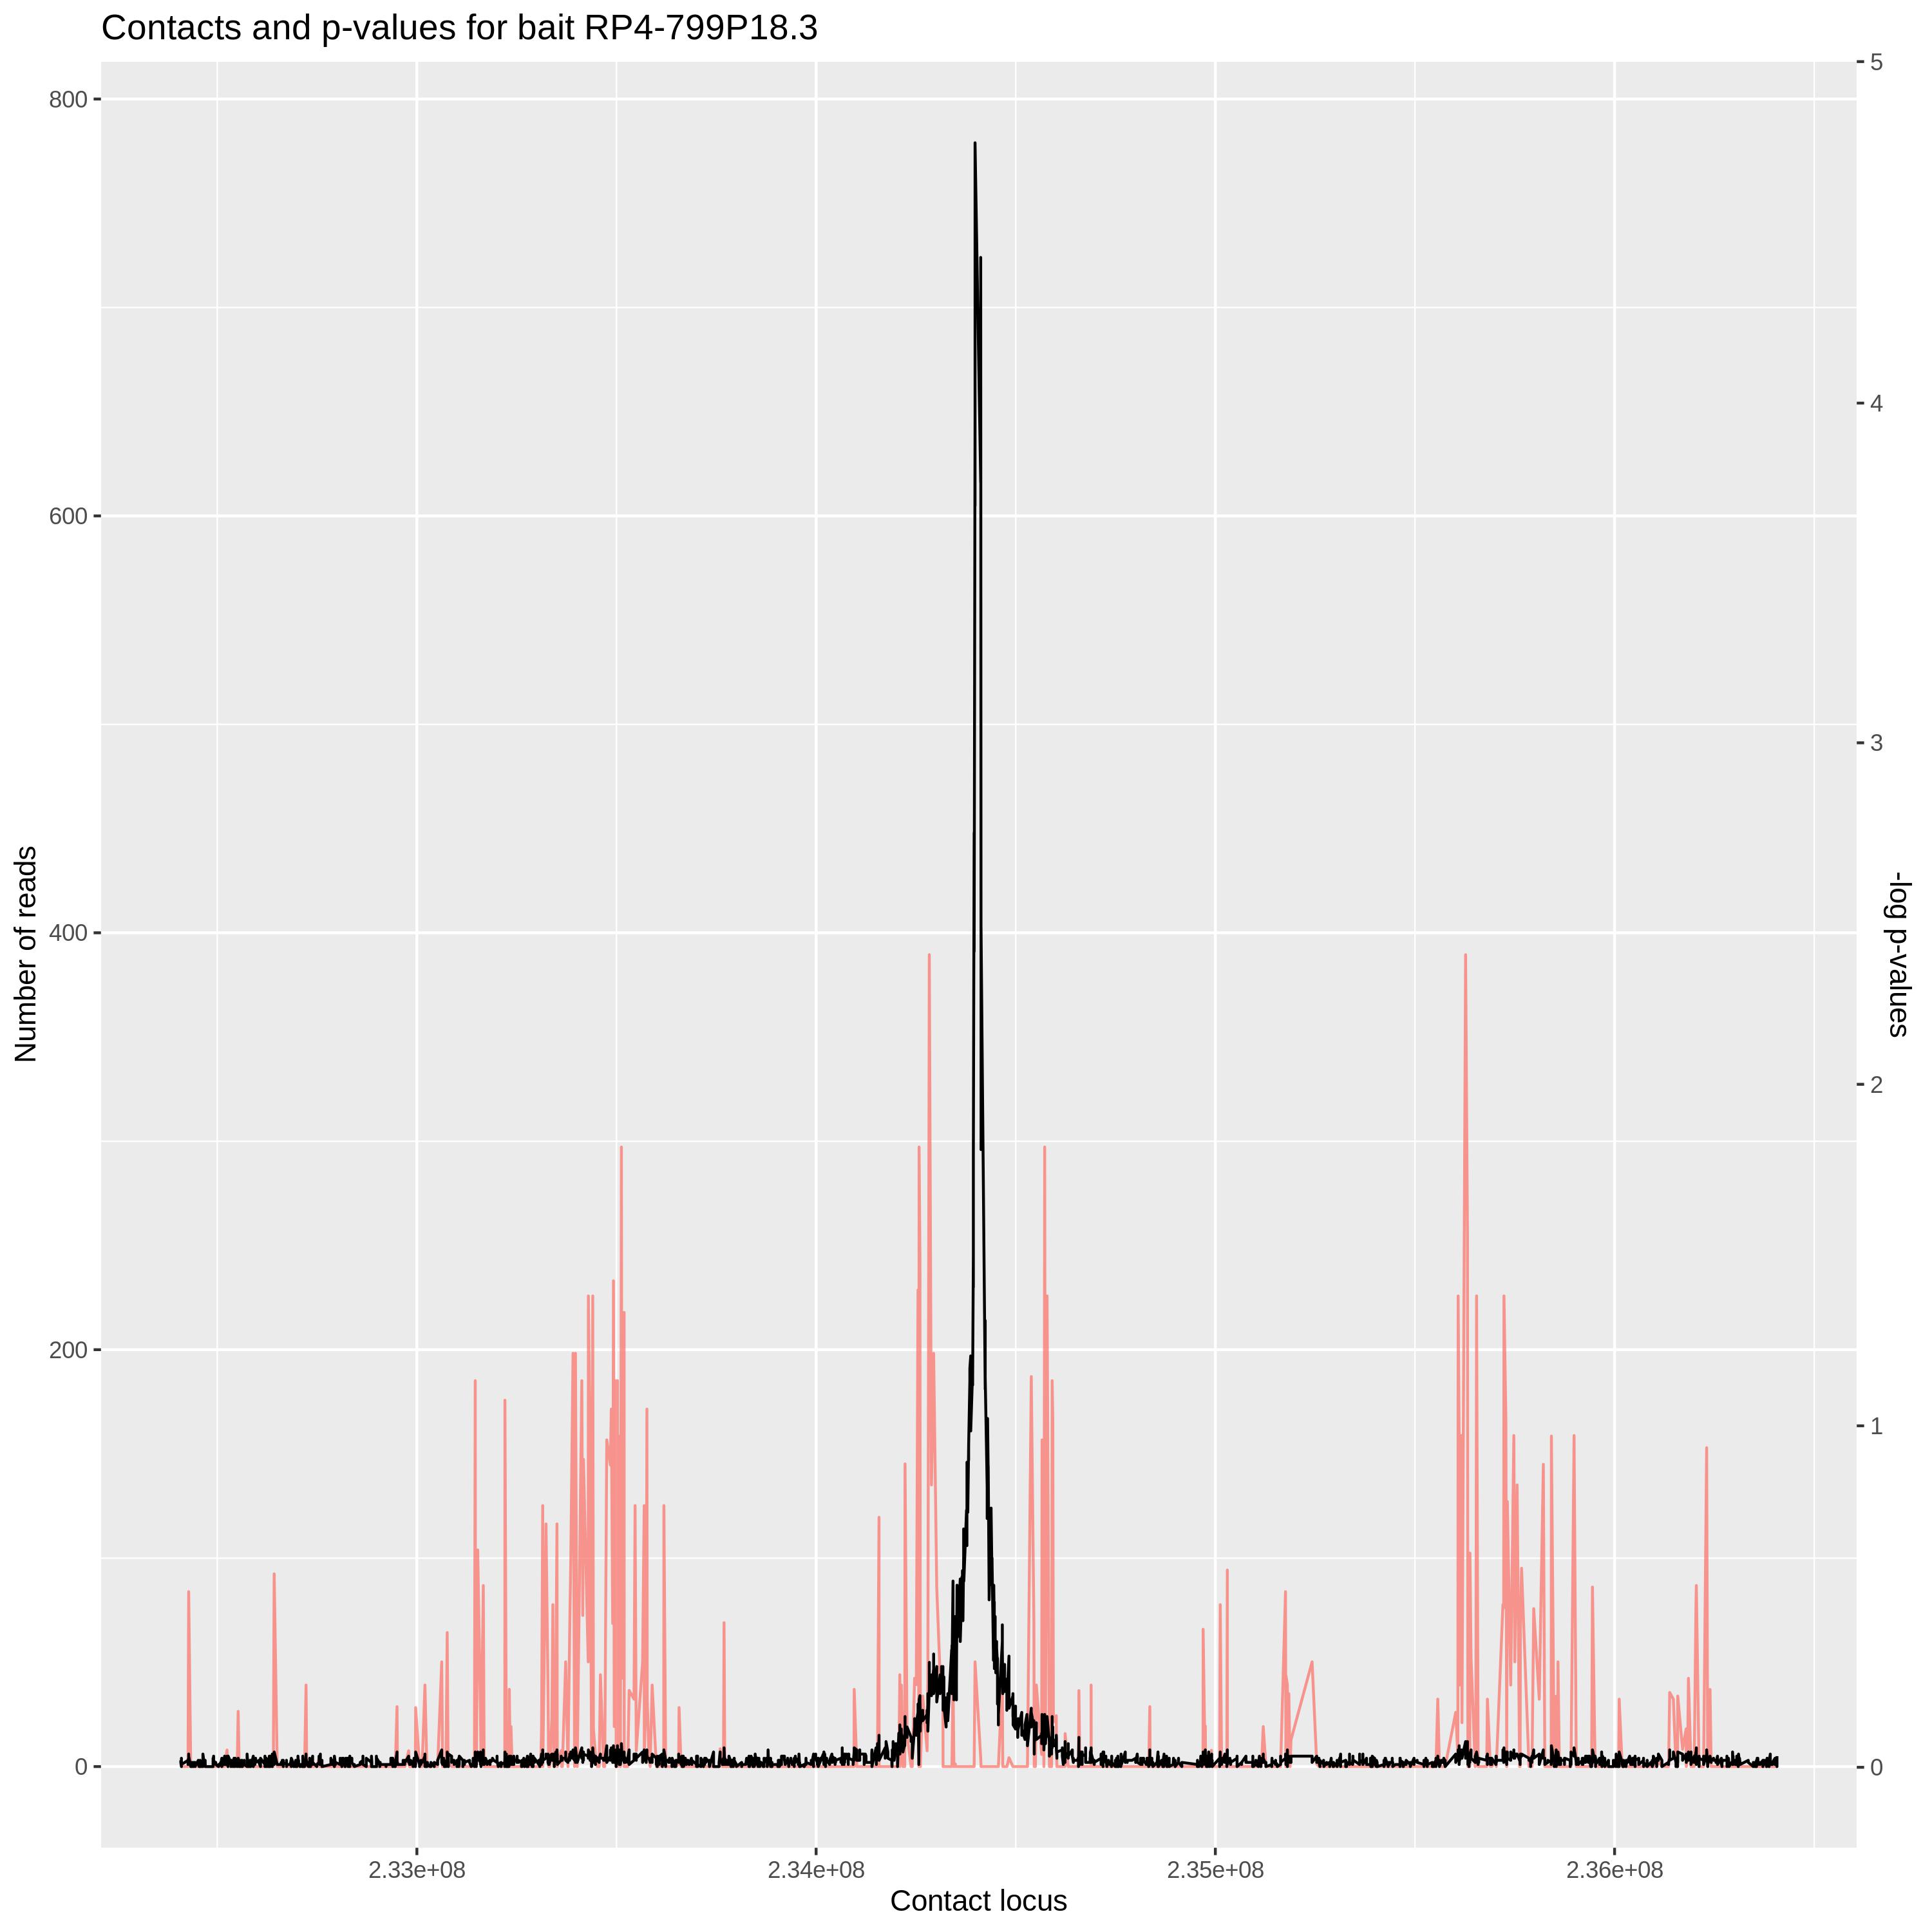 Contacts and p-values for bait RP4-799P18.3
800
600
400
200
0
Number of reads
5
4
3
2
1
0
-log p-values
2.33e+08
2.34e+08
2.35e+08
2.36e+08
Contact locus